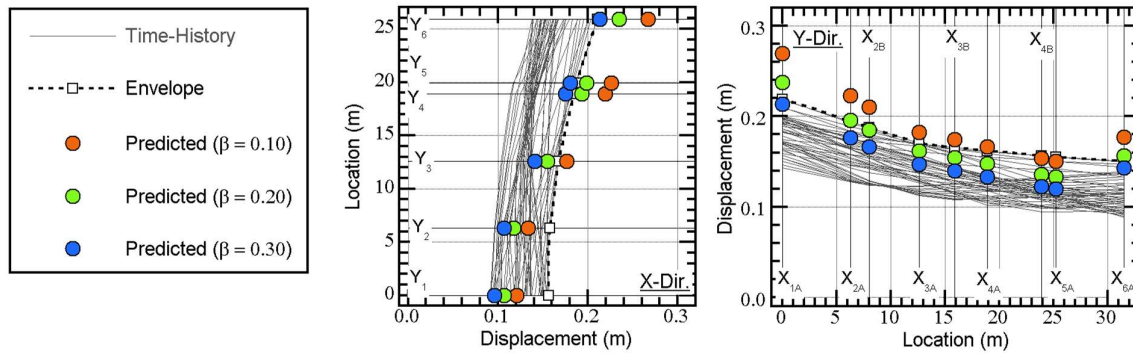 Time-History
Envelope
Predicted (β = 0.10)
Predicted (β = 0.20)
Predicted (β = 0.30)
Location (m)
25
20
15
10
5
0
Y6
Y5
Y4
Y3
Y2
Y1
X-Dir.
0.0 0.1 0.2 0.3
Displacement (m)
Displacement (m)
0.3
0.2
0.1
0.0
Y-Dir. X2B X3B X4B
X1A X2A X3A X4A X5A X6A
0 5 10 15 20 25 30
Location (m)